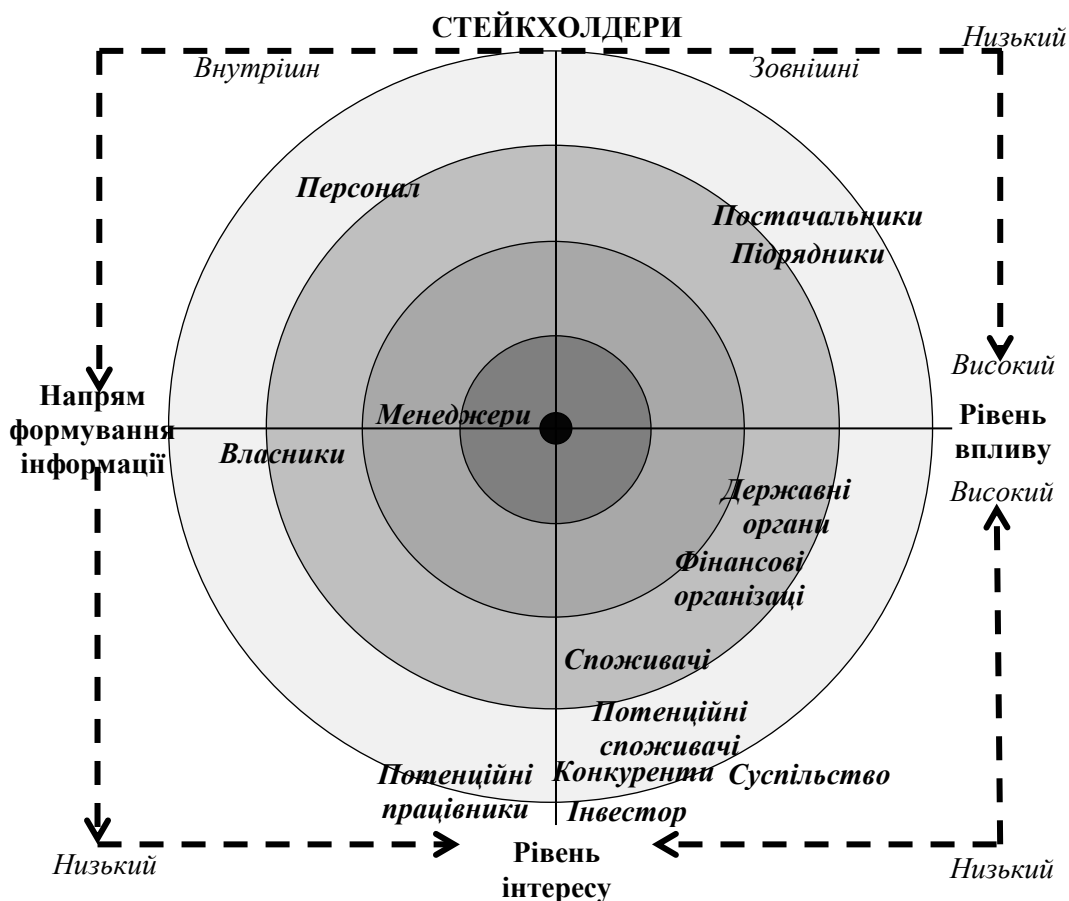 СТЕЙКХОЛДЕРИ
Низький
Внутрішн
Зовнішні
Персонал
Постачальники
Підрядники
Високий
Напрям
формування
інформації
Менеджери
Рівень
впливу
Власники
Високий
Державні
органи
Фінансові
організаці
Споживачі
Потенційні
споживачі
Потенційні
працівники
Конкуренти
Суспільство
Інвестор
Низький
Рівень
інтересу
Низький